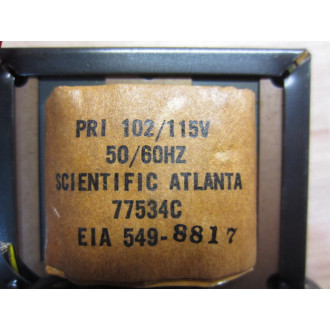 PRI 102/115V
50/60HZ
SCIENTIFIC ATLANTA
77534C
EIA 549-8817